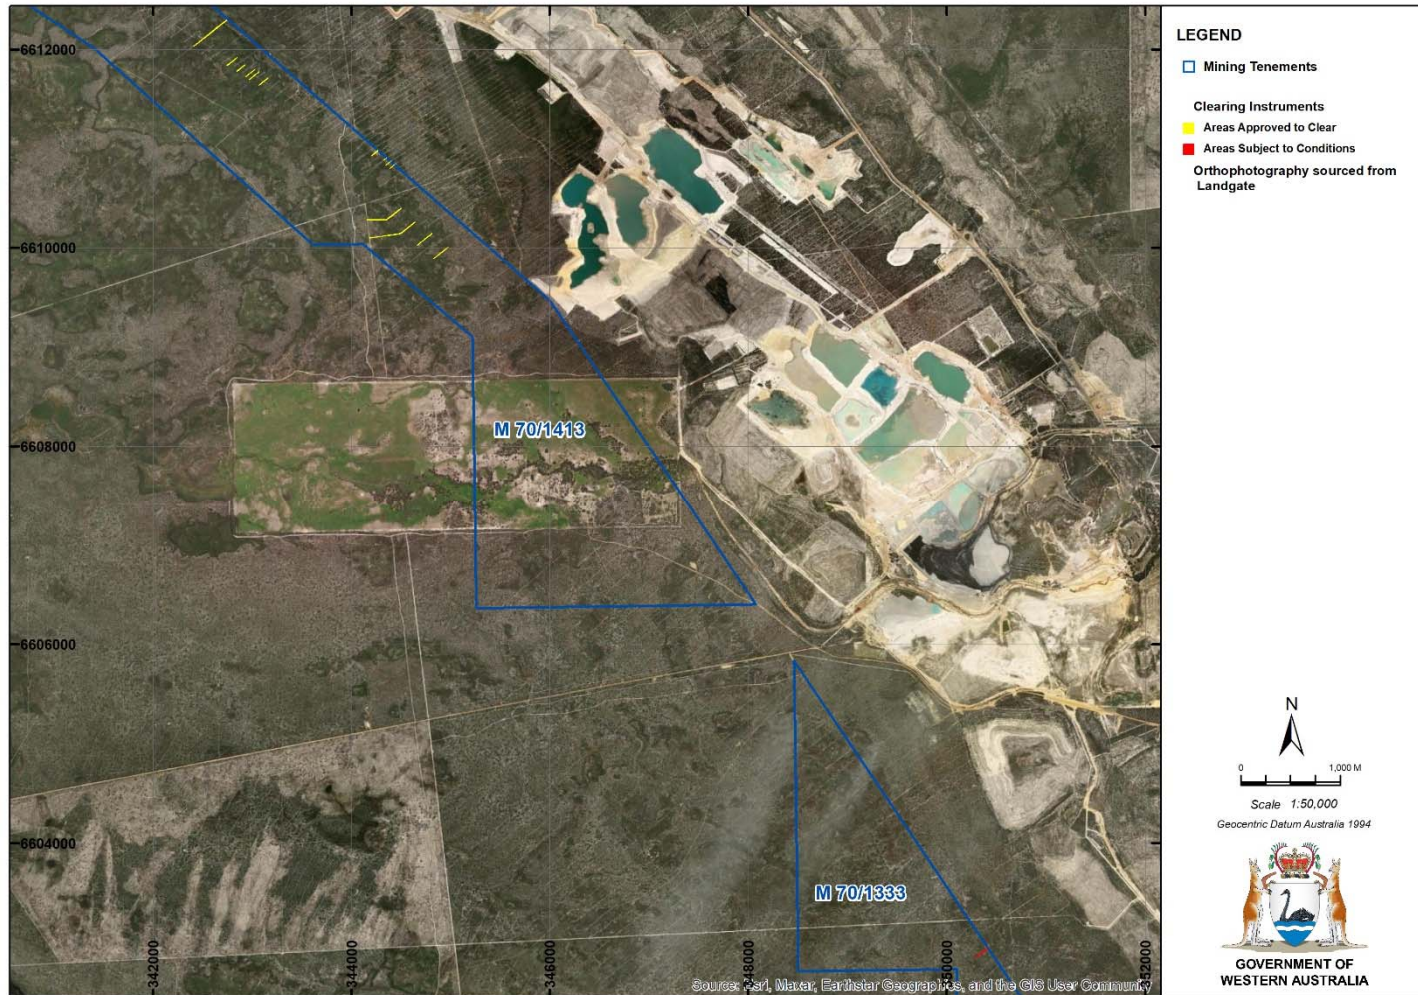 6612000
6610000
6608000
6606000
6604000
342000
344000
346000
348000
350000
352000
M 70/1413
M 70/1333
Source: Esri, Maxar, Earthstar Geographics, and the GIS User Community
LEGEND
Mining Tenements
Clearing Instruments
Areas Approved to Clear
Areas Subject to Conditions
Orthophotography sourced from
Landgate
N
0 1,000 M
Scale 1:50,000
Geocentric Datum Australia 1994
GOVERNMENT OF
WESTERN AUSTRALIA